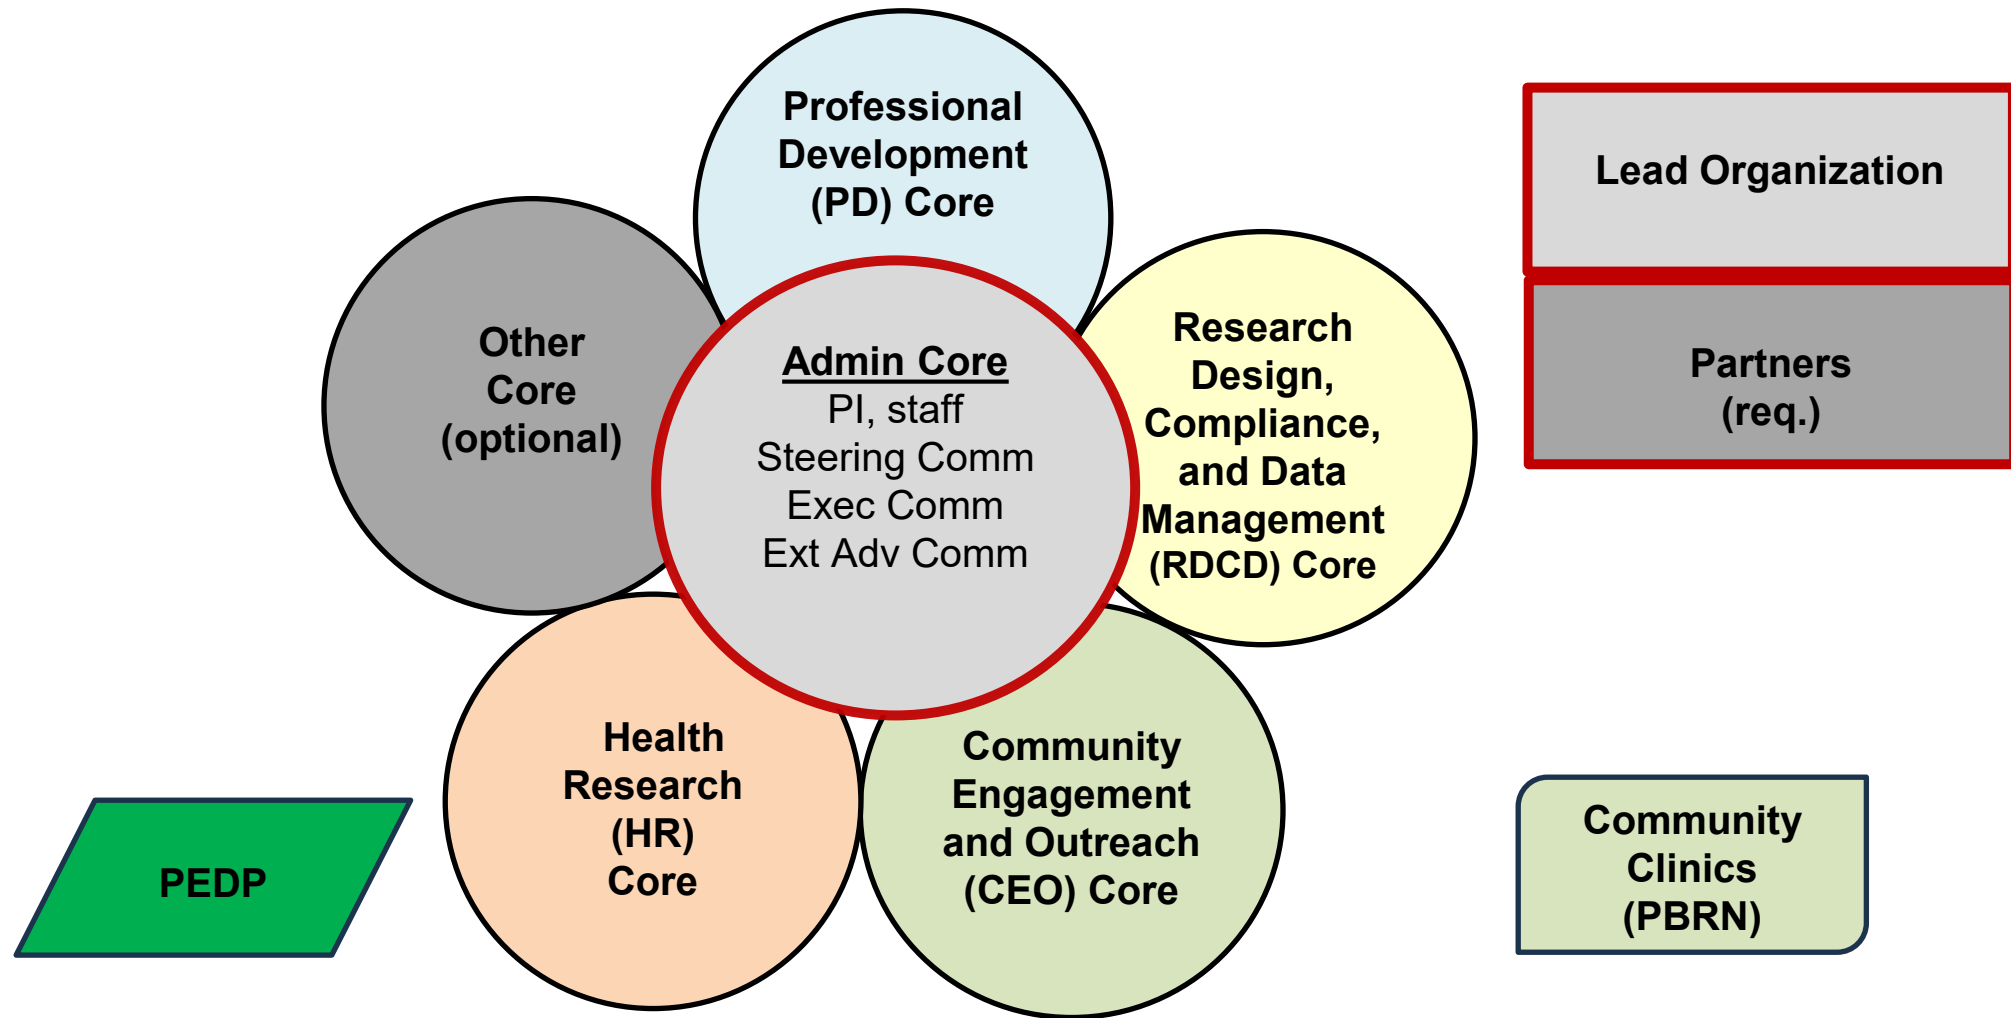 Professional
Development
(PD) Core
Lead Organization
Other
Core
(optional)
Admin Core
PI, staff
Steering Comm
Exec Comm
Ext Adv Comm
Research
Design,
Compliance,
and Data
Management
(RDCD) Core
Partners
(req.)
Health
Research
(HR)
Core
Community
Engagement
and Outreach
(CEO) Core
PEDP
Community
Clinics
(PBRN)